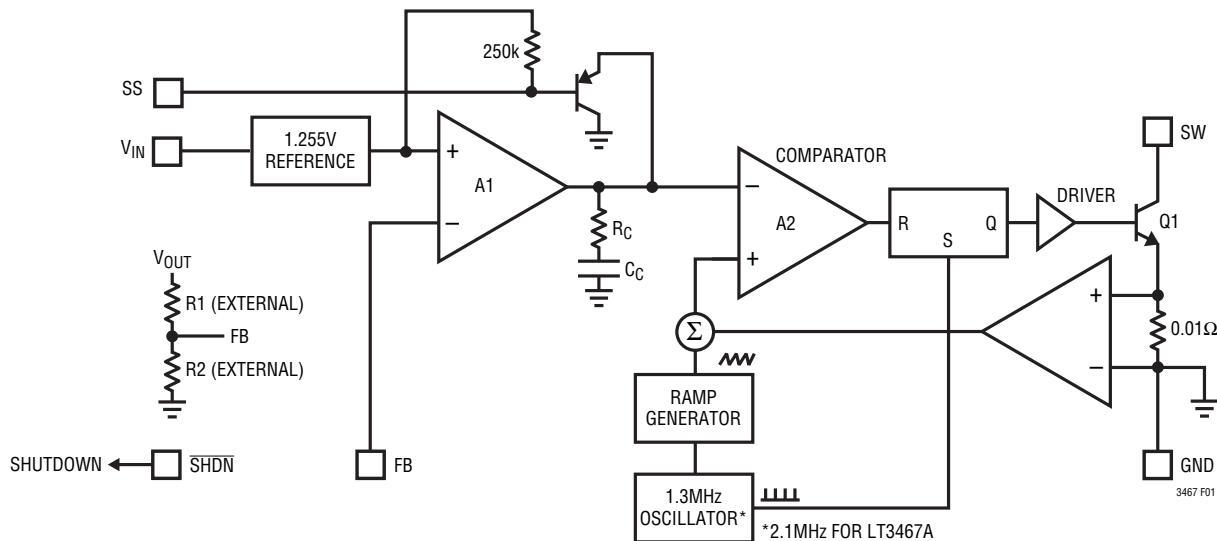 250k
SS
VIN
1.255V
REFERENCE
+
A1
−
RC
CC
COMPARATOR
−
A2
+
R
S
Q
DRIVER
SW
Q1
+
−
0.01Ω
Σ
VOUT
R1 (EXTERNAL)
FB
R2 (EXTERNAL)
RAMP
GENERATOR
SHUTDOWN
SHDN
FB
1.3MHz
OSCILLATOR*
*2.1MHz FOR LT3467A
GND
3467 F01